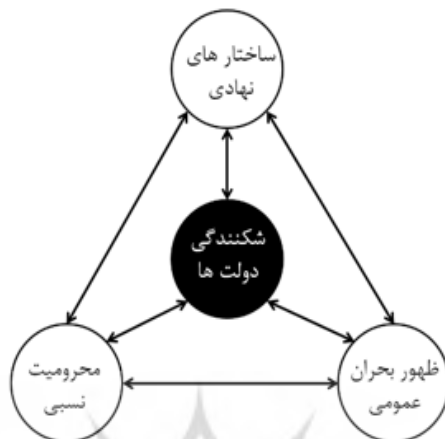 ساختار های
نهادی
شکنندگی
دولت ها
محرومیت
نسبی
ظهور بحران
عمومی